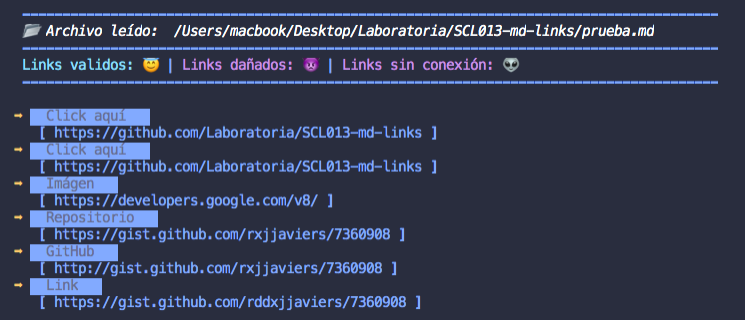 📂 Archivo leído: /Users/macbook/Desktop/Laboratoria/SCL013-md-links/prueba.md
Links validos: 😇 | Links dañados: 😈 | Links sin conexión: 👽
➡ Click aquí
[ https://github.com/Laboratoria/SCL013-md-links ]
➡ Click aquí
[ https://github.com/Laboratoria/SCL013-md-links ]
➡ Imágen
[ https://developers.google.com/v8/ ]
➡ Repositorio
[ https://gist.github.com/rxjjaviers/7360908 ]
➡ GitHub
[ http://gist.github.com/rxjjaviers/7360908 ]
➡ Link
[ https://gist.github.com/rddxjjaviers/7360908 ]